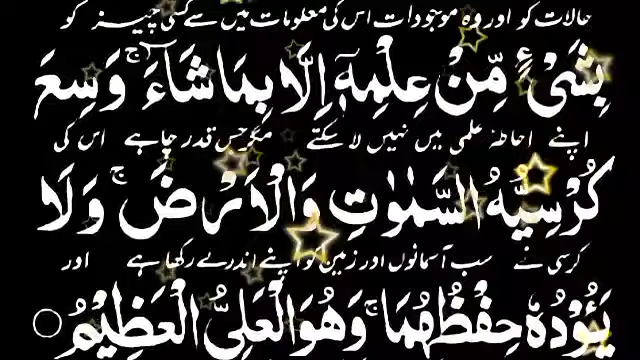 حالات کو اور وہ موجودات اس کی معلومات میں سے کسی چیز کو
بِشَیْءٍ مِّنْ عِلْمِهٖۤ اِلَّا بِمَا شَآءَ ۚ وَسِعَ
اپنے احاطۂ علمی میں نہیں لا سکتے مگر جس قدر چاہے اس کی
كُرْسِیُّهُ السَّمٰوٰتِ وَالْاَرْضَ ۚ وَلَا
کرسی نے سب آسمانوں اور زمین کو اپنے اندر لے رکھا ہے اور
یَـُٔوْدُهٗ حِفْظُهُمَا ۚ وَهُوَ الْعَلِیُّ الْعَظِیْمُ